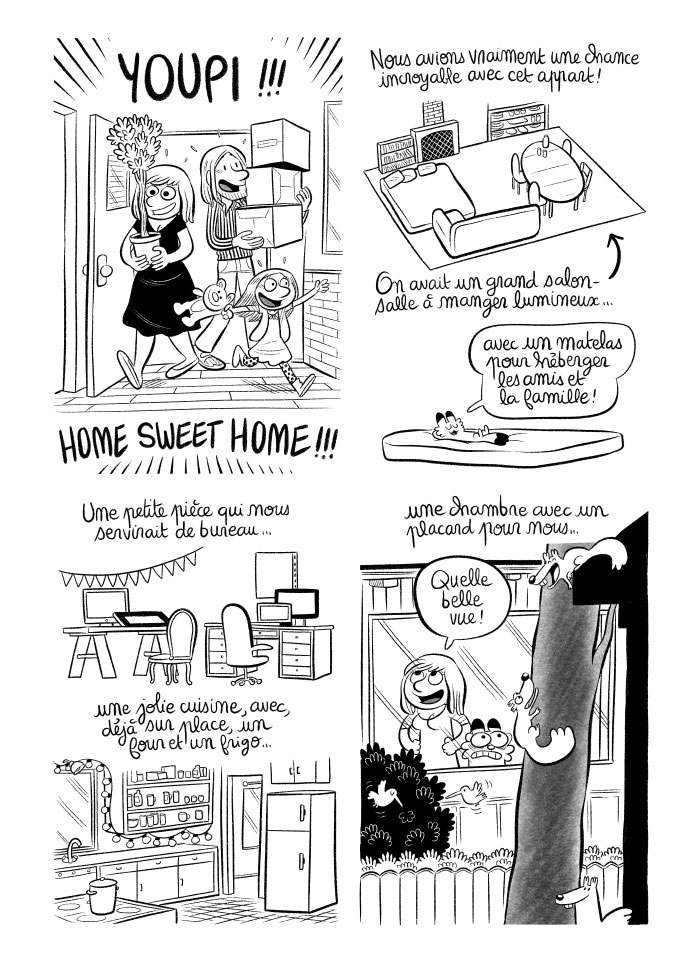 YOUPI !!!
HOME SWEET HOME!!!
Nous avions vraiment une chance
incroyable avec cet appart!
On avait un grand salon-
salle à manger lumineux...
avec un matelas
pour héberger
les amis et
la famille!
Une petite pièce qui nous
servirait de bureau...
une jolie cuisine, avec,
déjà sur place, un
four et un frigo...
une chambre avec un
placard pour nous...
Quelle
belle
vue!